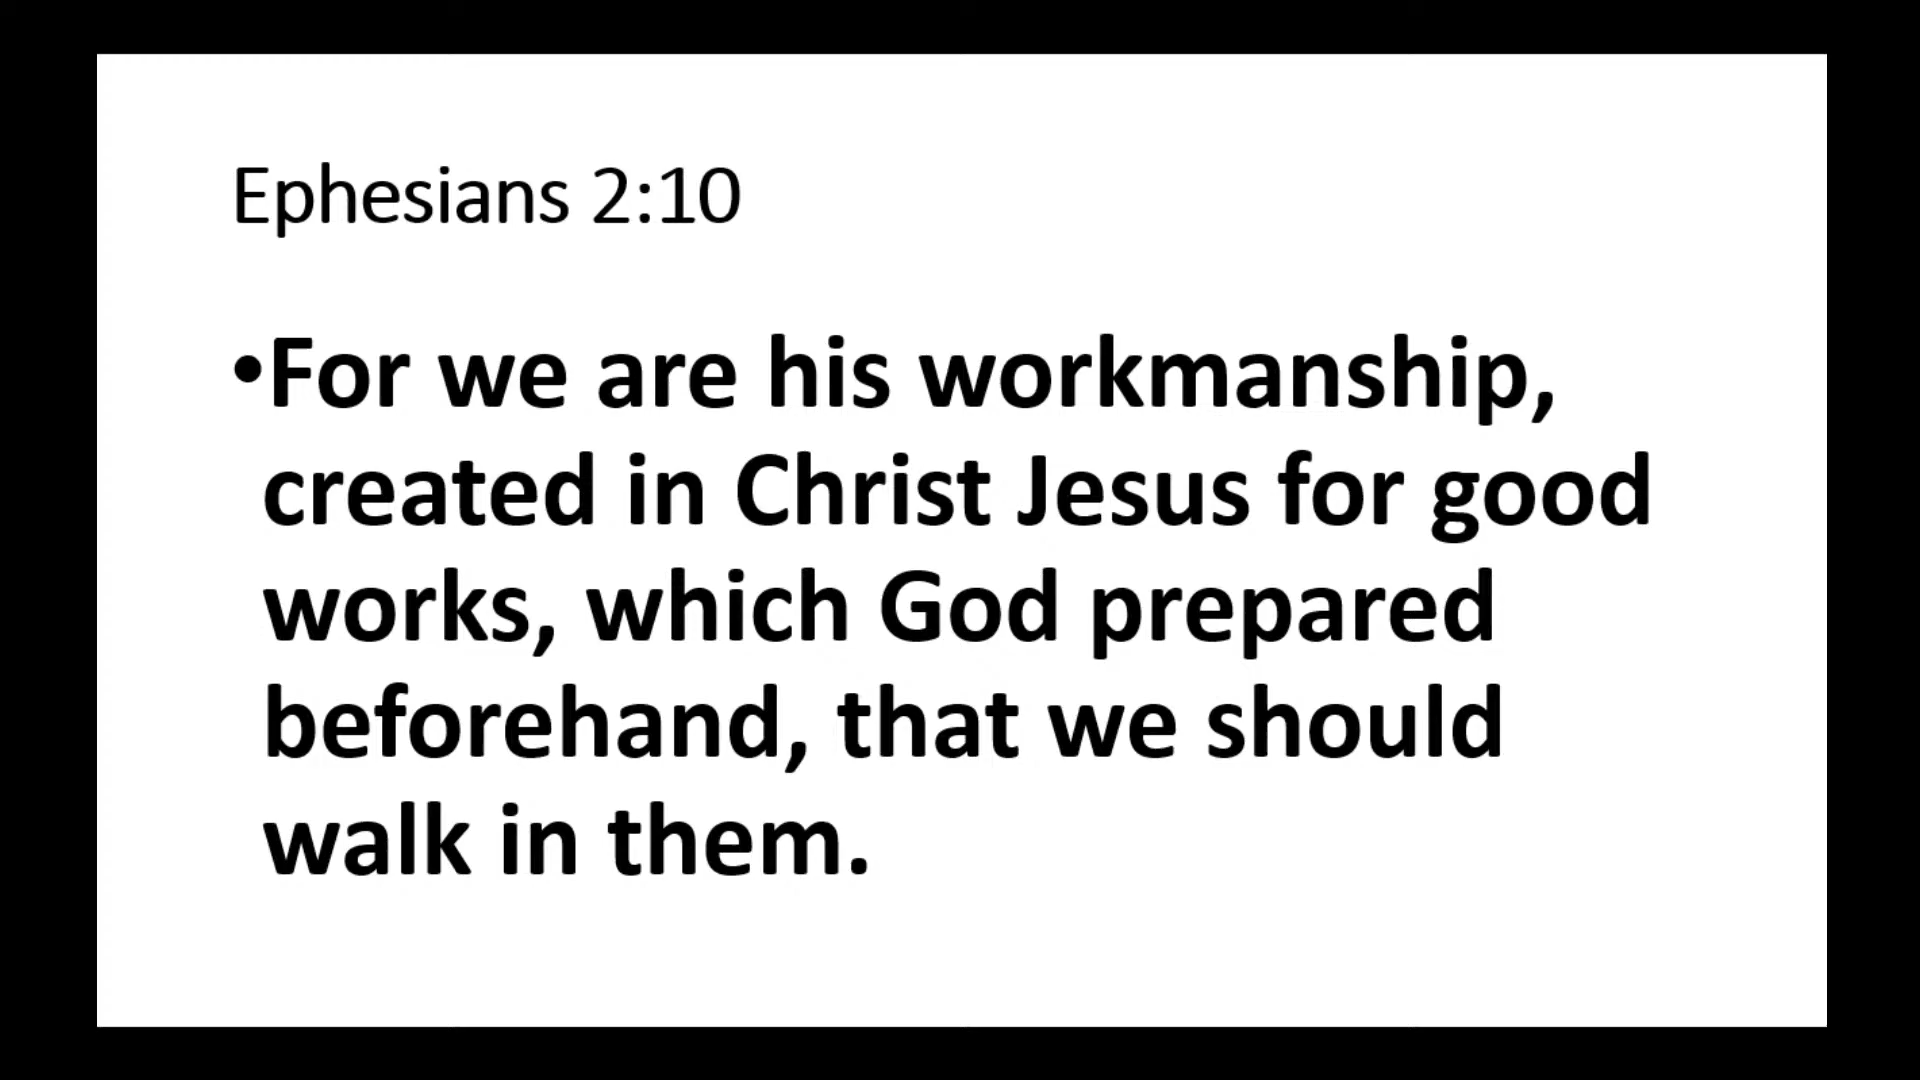 Ephesians 2:10
•For we are his workmanship,
created in Christ Jesus for good
works, which God prepared
beforehand, that we should
walk in them.